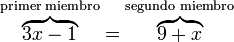 primer miembro segundo miembro
3x − 1 = 9 + x